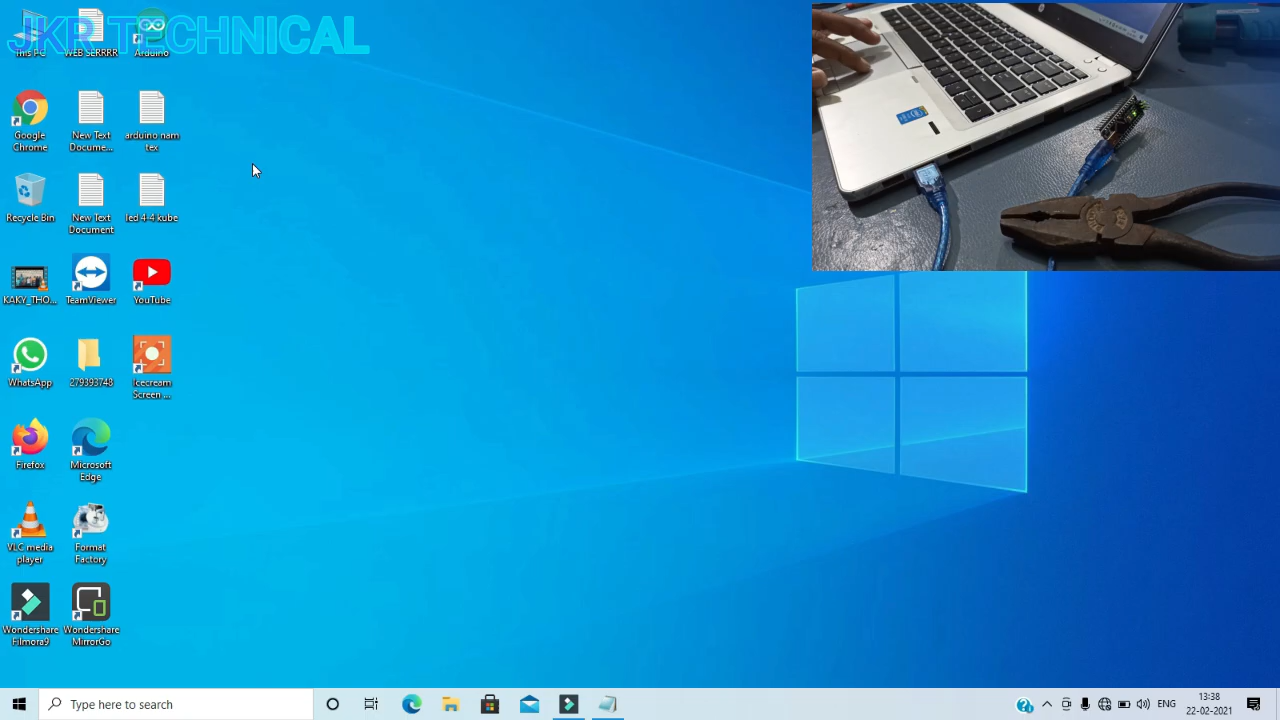 JKR TECHNICAL
This PC
WEB SERRRR
Arduino
Google
Chrome
New Text
Docume...
arduino nam
tex
Recycle Bin
New Text
Document
led 4-4 kube
KAKY_THO...
TeamViewer
YouTube
WhatsApp
279393748
Icecream
Screen ...
Firefox
Microsoft
Edge
VLC media
player
Format
Factory
Wondershare
Filmora9
Wondershare
MirrorGo
Type here to search
ENG
13:38
22-02-2021